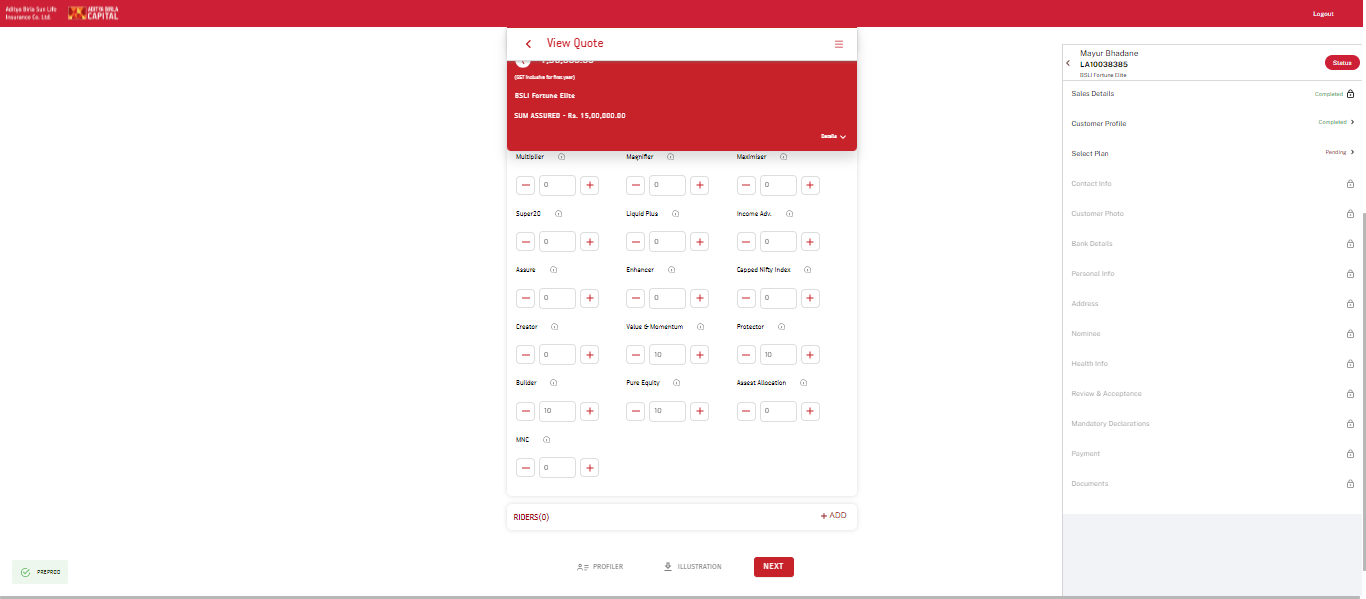 Aditya Birla Sun Life
Insurance Co. Ltd.
ADITYA BIRLA
CAPITAL
Logout
View Quote
(GST Inclusive for first year)
BSLI Fortune Elite
SUM ASSURED - Rs. 15,00,000.00
Details
Multiplier
Magnifier
Maximiser
0
0
0
Super20
Liquid Plus
Income Adv.
0
0
0
Assure
Enhancer
Capped Nifty Index
0
0
0
Creator
Value & Momentum
Protector
0
10
10
Builder
Pure Equity
Assest Allocation
10
10
0
MNC
0
RIDERS(0)
+ ADD
PROFILER
ILLUSTRATION
NEXT
PREPROD
Mayur Bhadane
LA10038385
BSLI Fortune Elite
Status
Sales Details
Completed
Customer Profile
Completed
Select Plan
Pending
Contact Info
Customer Photo
Bank Details
Personal Info
Address
Nominee
Health Info
Review & Acceptance
Mandatory Declarations
Payment
Documents